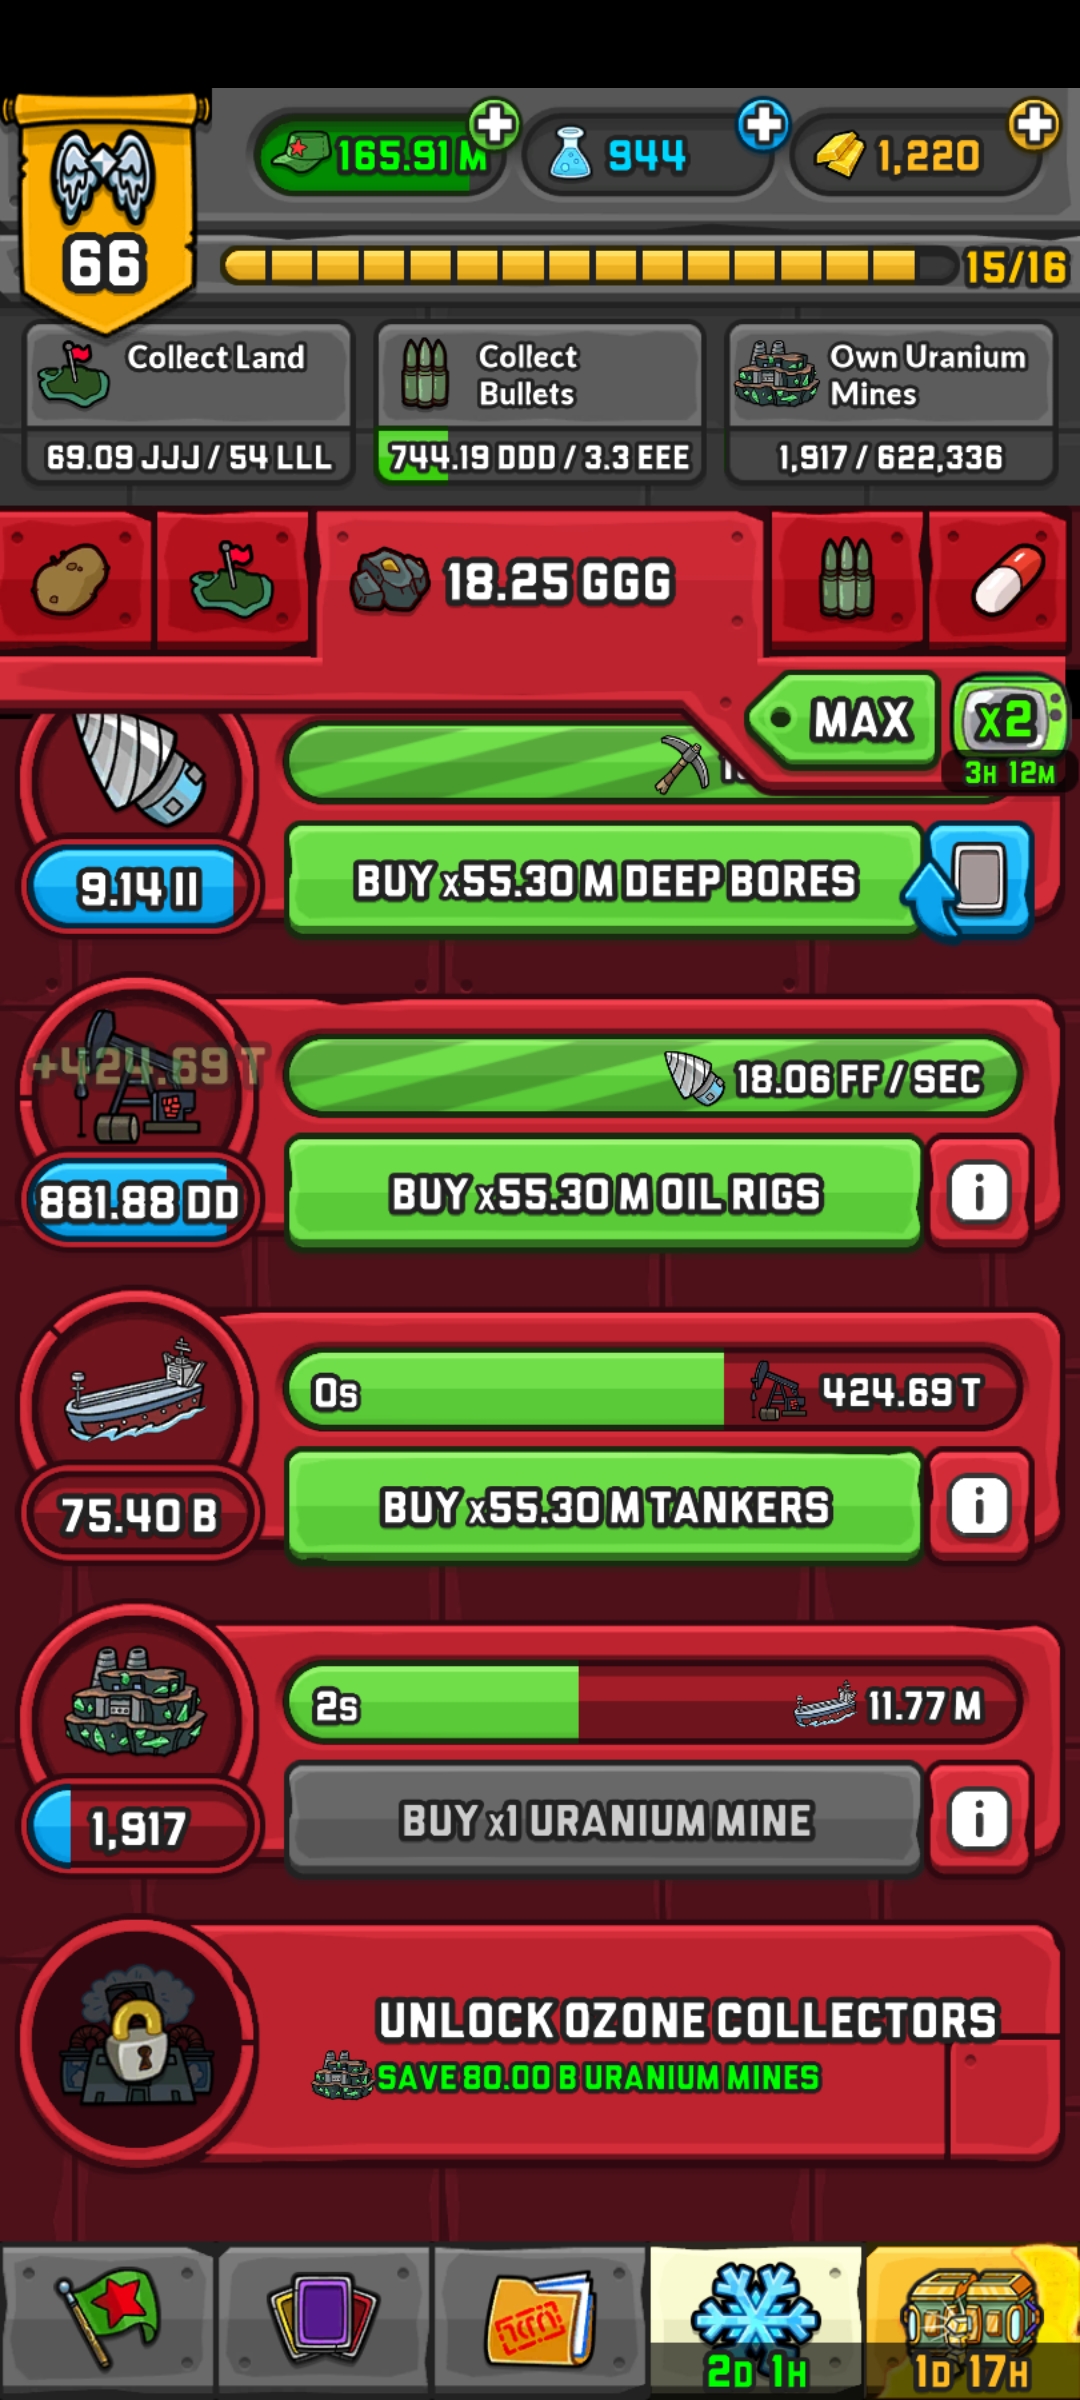 165.91 M
944
1,220
66
15/16
Collect Land
69.09 JJJ / 54 LLL
Collect
Bullets
744.19 DDD / 3.3 EEE
Own Uranium
Mines
1,917 / 622,336
18.25 GGG
MAX
x2
3H 12M
9.14 II
BUY x55.30 M DEEP BORES
+424.69 T
18.06 FF / SEC
881.88 DD
BUY x55.30 M OIL RIGS
i
0s
424.69 T
75.40 B
BUY x55.30 M TANKERS
i
2s
11.77 M
1,917
BUY x1 URANIUM MINE
i
UNLOCK OZONE COLLECTORS
SAVE 80.00 B URANIUM MINES
2D 1H
1D 17H